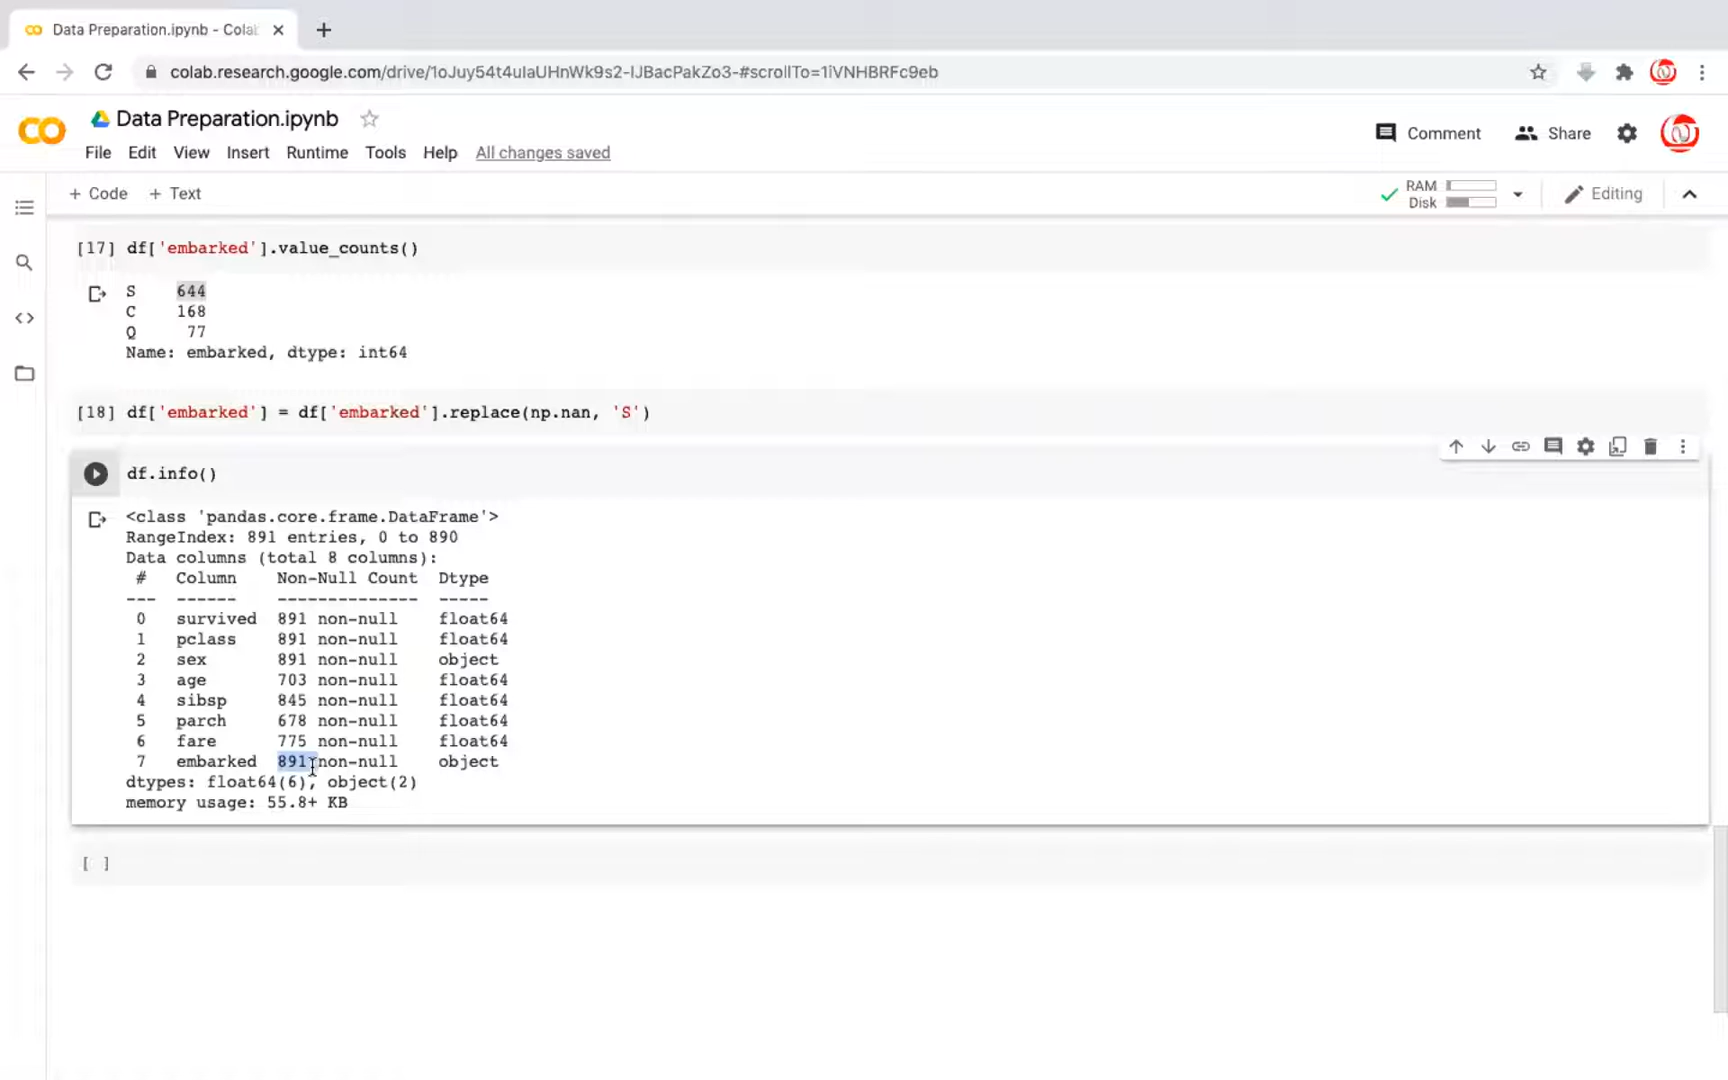 Data Preparation.ipynb - Cola
colab.research.google.com/drive/1oJuy54t4ulaUHnWk9s2-IJBacPakZo3-#scrollTo=1iVNHBRFc9eb
Data Preparation.ipynb
Comment Share
File Edit View Insert Runtime Tools Help All changes saved
+ Code + Text
RAM
Disk
Editing
[17] df['embarked'].value_counts()
S 644
C 168
Q 77
Name: embarked, dtype: int64
[18] df['embarked'] = df['embarked'].replace(np.nan, 'S')
df.info()
<class 'pandas.core.frame.DataFrame'>
RangeIndex: 891 entries, 0 to 890
Data columns (total 8 columns):
# Column Non-Null Count Dtype
--- ------ -------------- -----
0 survived 891 non-null float64
1 pclass 891 non-null float64
2 sex 891 non-null object
3 age 703 non-null float64
4 sibsp 845 non-null float64
5 parch 678 non-null float64
6 fare 775 non-null float64
7 embarked 891 non-null object
dtypes: float64(6), object(2)
memory usage: 55.8+ KB
[ ]